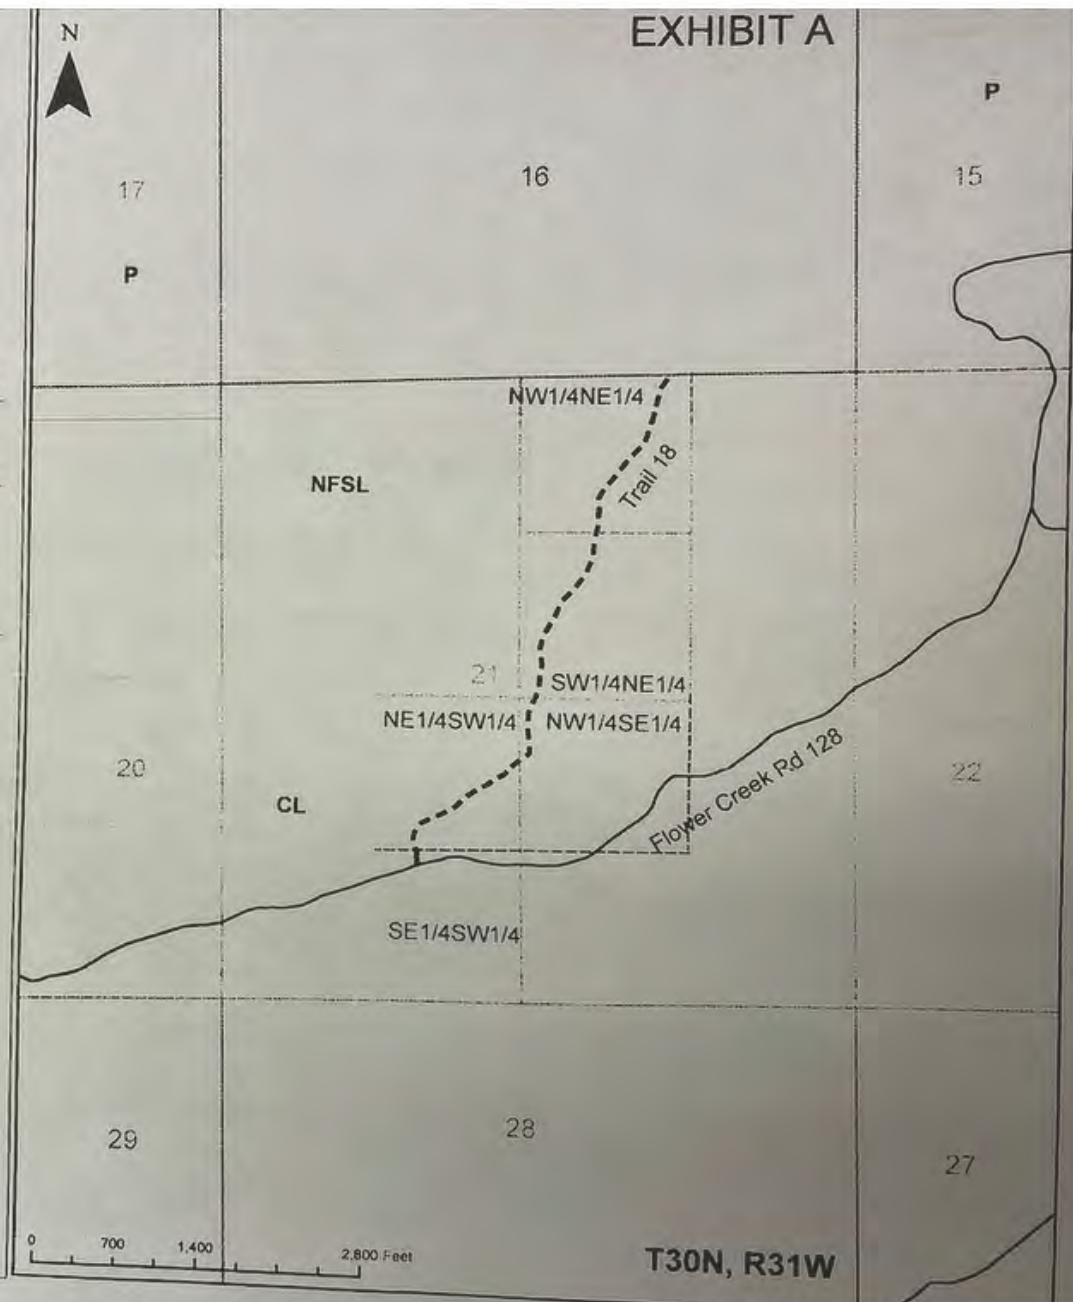 EXHIBIT A
N
P
17
16
15
P
NW1/4NE1/4
Trail 18
NFSL
21
SW1/4NE1/4
NE1/4SW1/4
NW1/4SE1/4
20
CL
Flower Creek Rd 128
22
SE1/4SW1/4
29
28
27
0
700
1,400
2,800 Feet
T30N, R31W